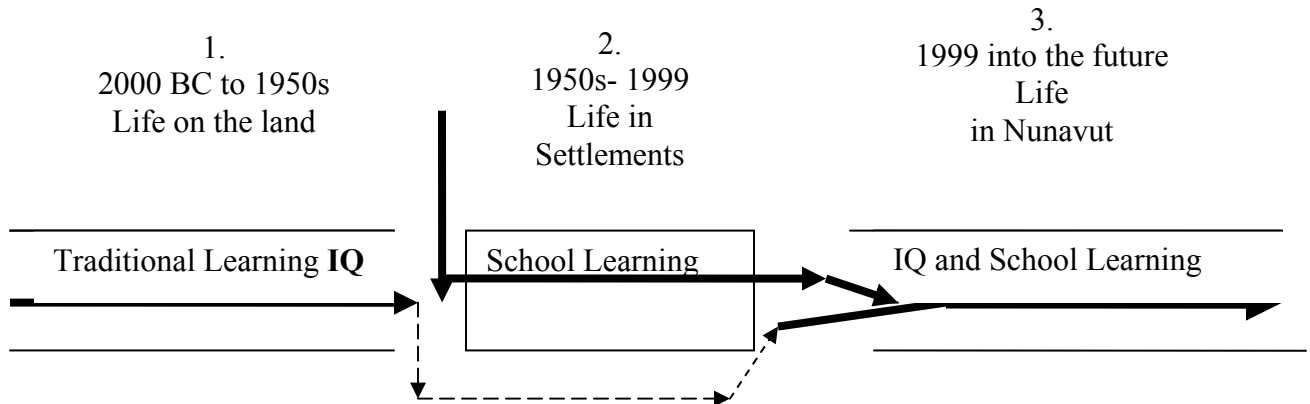 1.
2000 BC to 1950s
Life on the land
2.
1950s- 1999
Life in
Settlements
3.
1999 into the future
Life
in Nunavut
Traditional Learning IQ
School Learning
IQ and School Learning